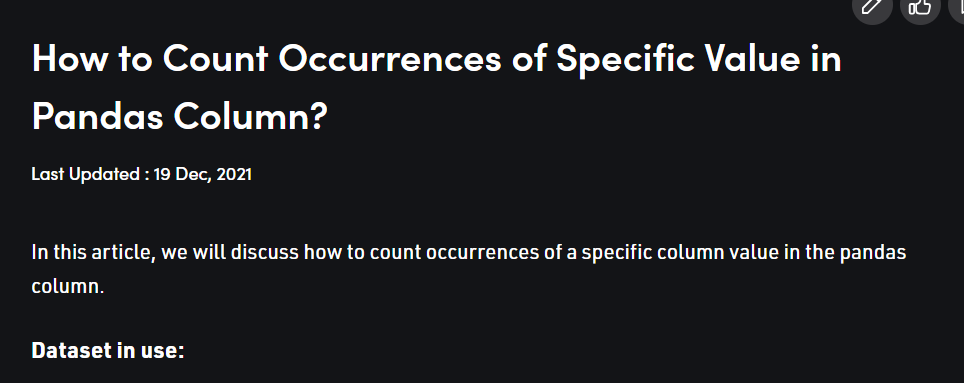 How to Count Occurrences of Specific Value in
Pandas Column?
Last Updated : 19 Dec, 2021
In this article, we will discuss how to count occurrences of a specific column value in the pandas
column.
Dataset in use: